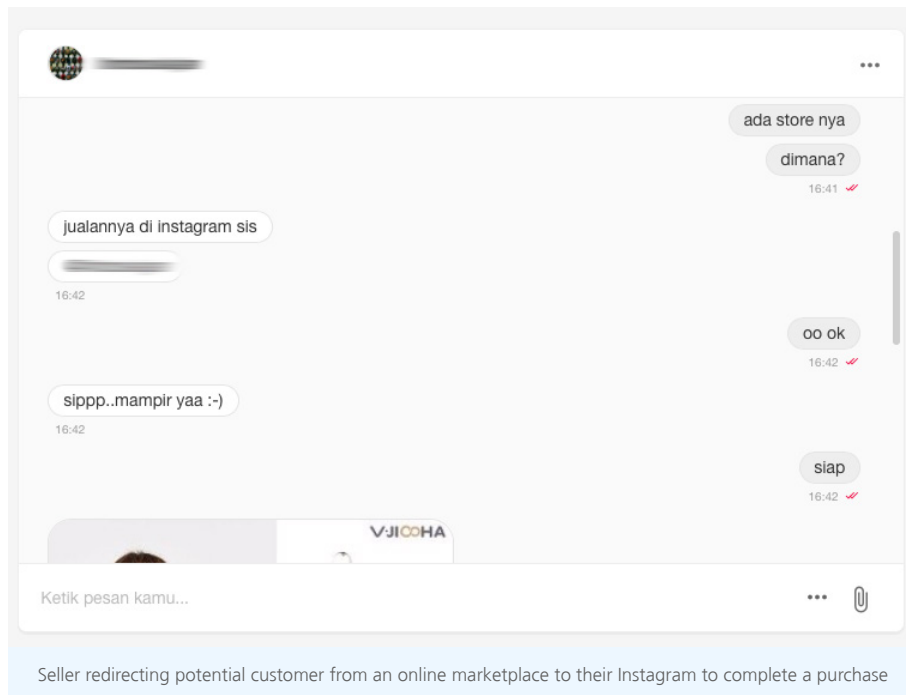 ada store nya
dimana?
16:41
jualannya di instagram sis
16:42
oo ok
16:42
sippp..mampir yaa :-)
16:42
siap
16:42
V·JIOOHA
Ketik pesan kamu...
Seller redirecting potential customer from an online marketplace to their Instagram to complete a purchase